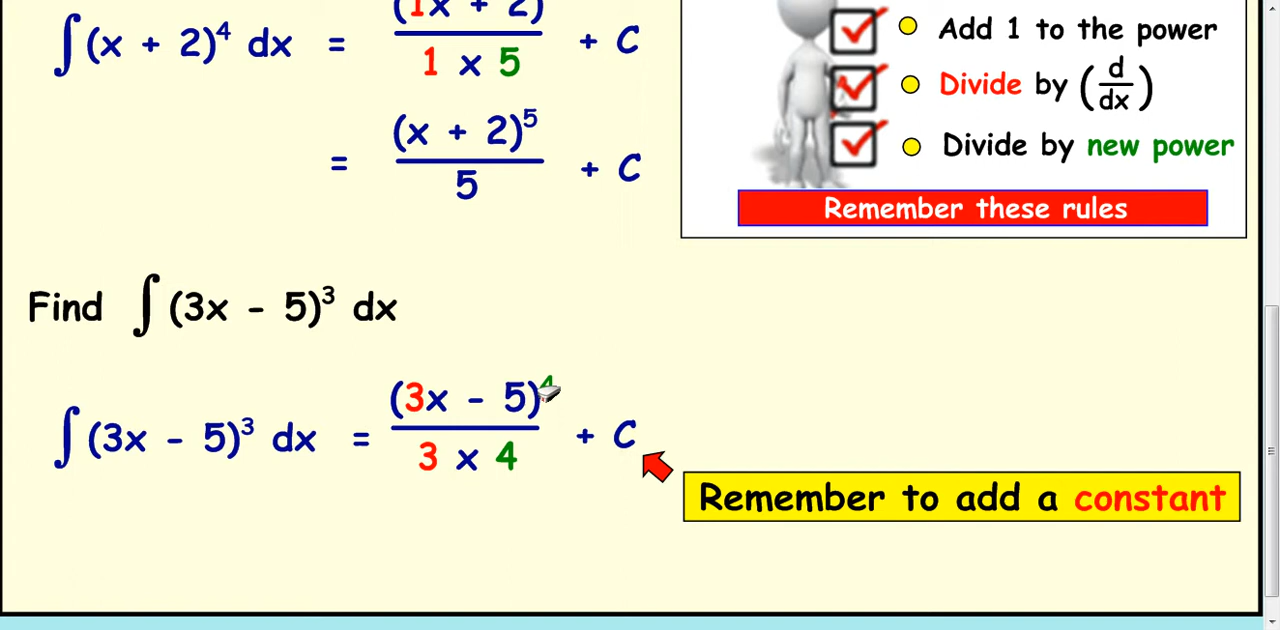 ∫(x + 2)⁴ dx = (1x + 2) / 1 x 5 + C
= (x + 2)⁵ / 5 + C
Add 1 to the power
Divide by (d/dx)
Divide by new power
Remember these rules
Find ∫(3x - 5)³ dx
∫(3x - 5)³ dx = (3x - 5)⁴ / 3 x 4 + C
Remember to add a constant